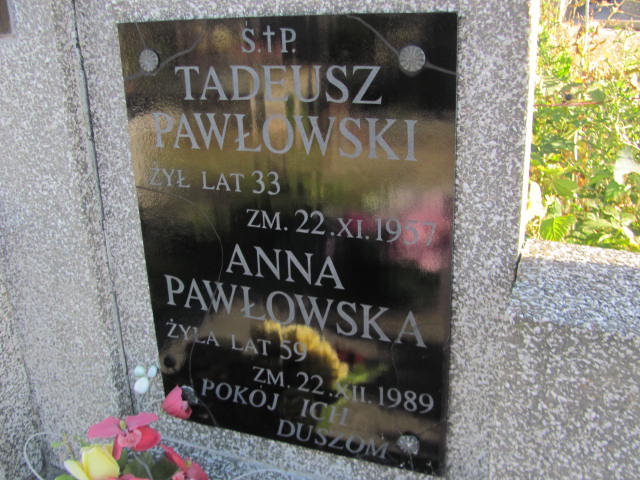 Ś.†P.
TADEUSZ
PAWŁOWSKI
ŻYŁ LAT 33
ZM. 22.XI.1957
ANNA
PAWŁOWSKA
ŻYŁA LAT 59
ZM. 22.XII.1989
POKÓJ ICH
DUSZOM